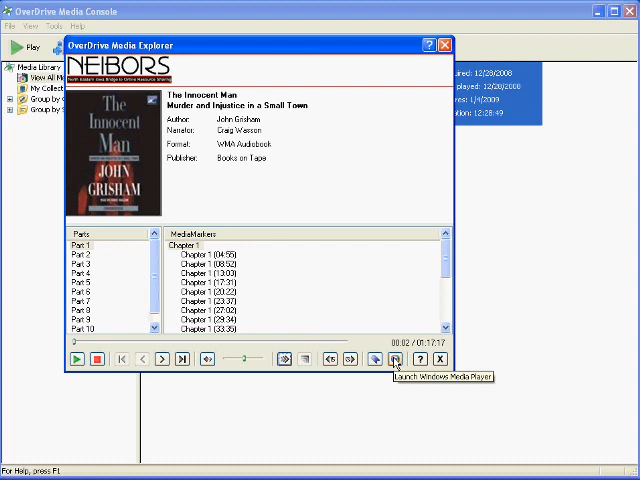 OverDrive Media Console
File View Tools Help
Play
Media Library
View All M
My Collect
Group by
Group by
OverDrive Media Explorer
NEIBORS
North Eastern Iowa Bridge to Online Resource Sharing
The Innocent Man
Murder and Injustice in a Small Town
Author: John Grisham
Narrator: Craig Wasson
Format: WMA Audiobook
Publisher: Books on Tape
The
Innocent
Man
JOHN
GRISHAM
uired: 12/28/2008
played: 12/28/2008
res: 1/4/2009
ation: 12:28:49
Parts
Part 1
Part 2
Part 3
Part 4
Part 5
Part 6
Part 7
Part 8
Part 9
Part 10
MediaMarkers
Chapter 1
Chapter 1 (04:55)
Chapter 1 (08:52)
Chapter 1 (13:03)
Chapter 1 (17:31)
Chapter 1 (20:22)
Chapter 1 (23:37)
Chapter 1 (27:02)
Chapter 1 (29:34)
Chapter 1 (33:35)
00:02 / 01:17:17
15 15
? X
Launch Windows Media Player
For Help, press F1